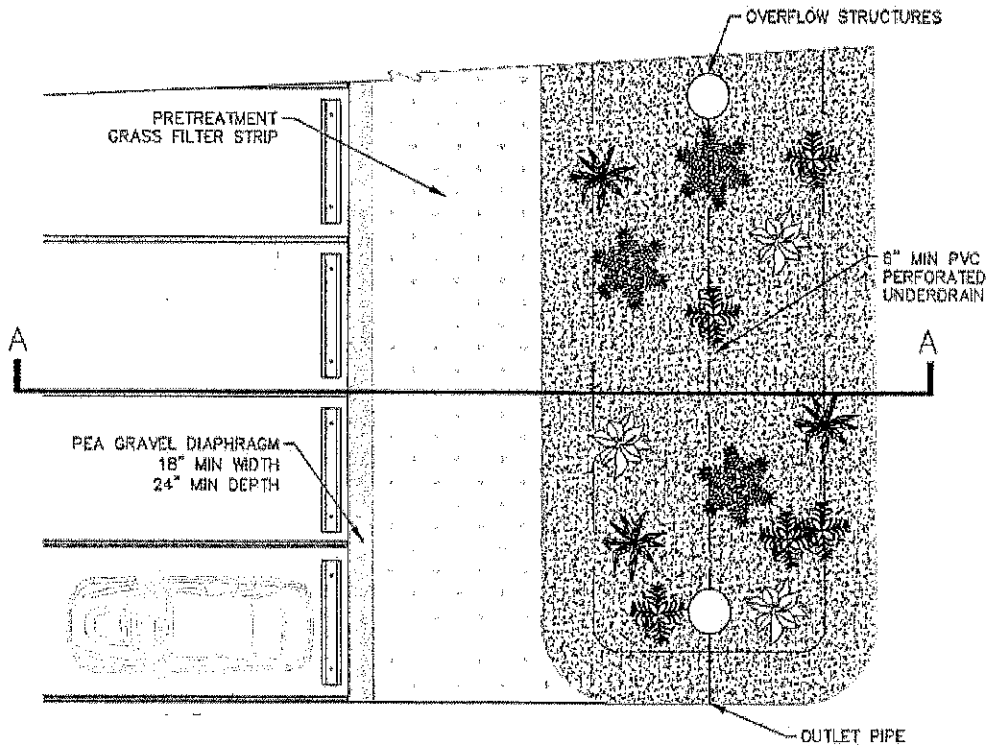 OVERFLOW STRUCTURES
PRETREATMENT
GRASS FILTER STRIP
6" MIN PVC
PERFORATED
UNDERDRAIN
A
A
PEA GRAVEL DIAPHRAGM
18" MIN WIDTH
24" MIN DEPTH
OUTLET PIPE